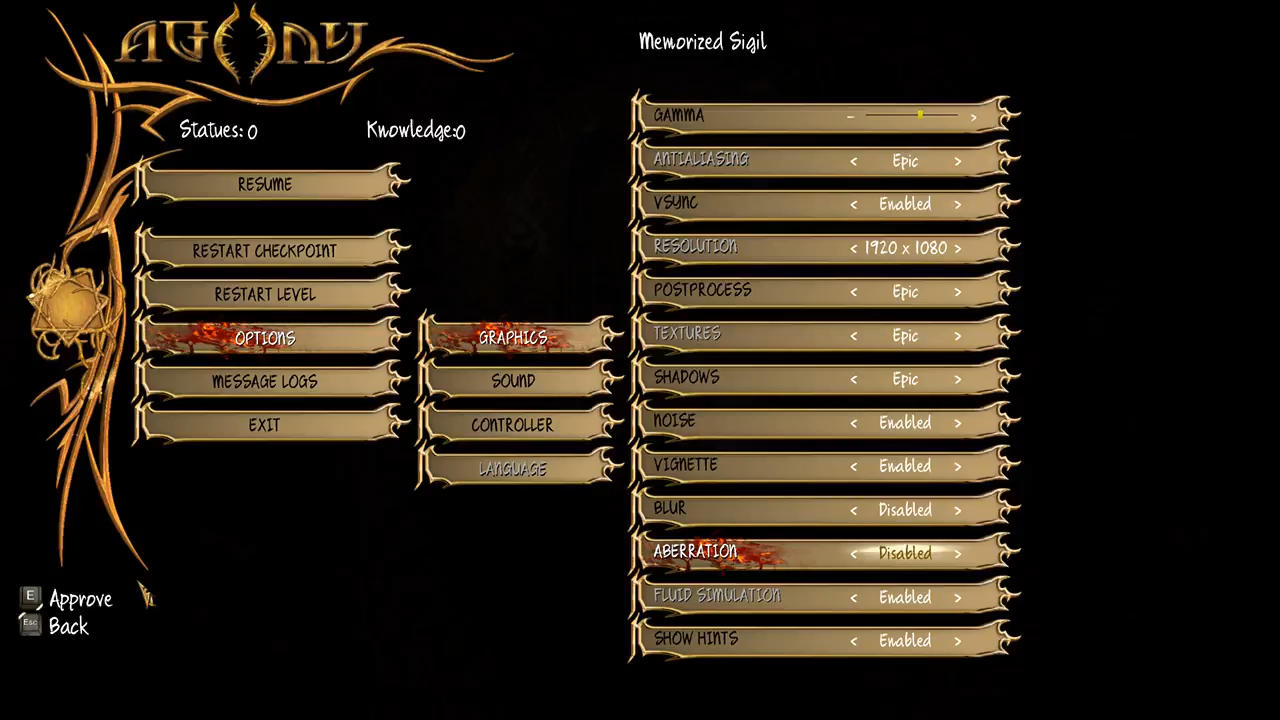 AGONY
Memorized Sigil
Statues: 0
Knowledge:0
RESUME
RESTART CHECKPOINT
RESTART LEVEL
OPTIONS
MESSAGE LOGS
EXIT
GRAPHICS
SOUND
CONTROLLER
LANGUAGE
GAMMA - >
ANTIALIASING < Epic >
VSYNC < Enabled >
RESOLUTION < 1920 x 1080 >
POSTPROCESS < Epic >
TEXTURES < Epic >
SHADOWS < Epic >
NOISE < Enabled >
VIGNETTE < Enabled >
BLUR < Disabled >
ABERRATION < Disabled >
FLUID SIMULATION < Enabled >
SHOW HINTS < Enabled >
E Approve
Esc Back